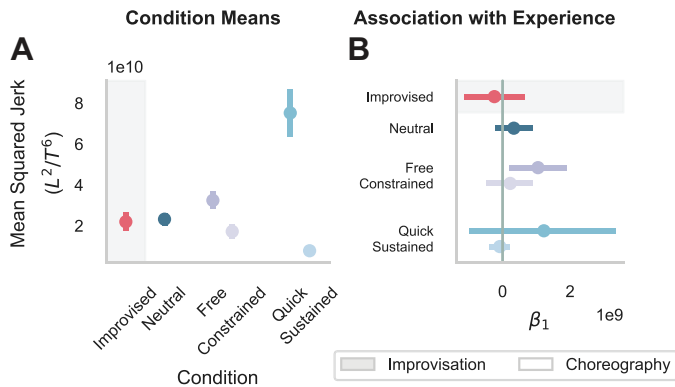 Condition Means
Association with Experience
A
B
1e10
Mean Squared Jerk
(L²/T⁶)
8
6
4
2
Improvised
Neutral
Free
Constrained
Quick
Sustained
Condition
Improvised
Neutral
Free
Constrained
Quick
Sustained
0
2
β₁
1e9
Improvisation
Choreography